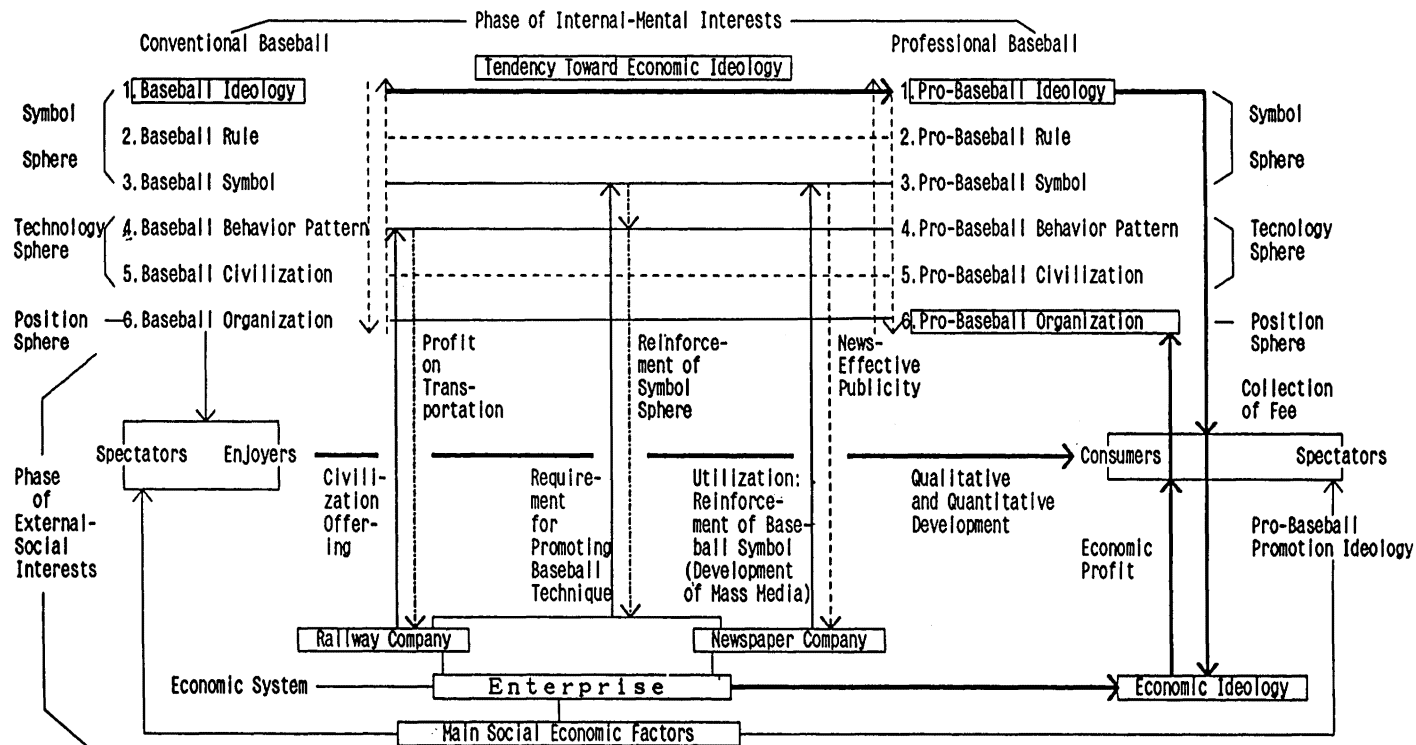 Phase of Internal-Mental Interests
Conventional Baseball
Professional Baseball
Tendency Toward Economic Ideology
1. Baseball Ideology
1. Pro-Baseball Ideology
Symbol
Sphere
2. Baseball Rule
2. Pro-Baseball Rule
Symbol
Sphere
3. Baseball Symbol
3. Pro-Baseball Symbol
Technology
Sphere
4. Baseball Behavior Pattern
4. Pro-Baseball Behavior Pattern
Tecnology
Sphere
5. Baseball Civilization
5. Pro-Baseball Civilization
Position
Sphere
6. Baseball Organization
6. Pro-Baseball Organization
Position
Sphere
Profit
on
Trans-
portation
Reinforce-
ment of
Symbol
Sphere
News-
Effective
Publicity
Collection
of Fee
Spectators
Enjoyers
Consumers
Spectators
Phase
of
External-
Social
Interests
Civili-
zation
Offer-
ing
Require-
ment
for
Promoting
Baseball
Technique
Utilization:
Reinforce-
ment of Base-
ball Symbol
(Development
of Mass Media)
Qualitative
and Quantitative
Development
Economic
Profit
Pro-Baseball
Promotion Ideology
Railway Company
Newspaper Company
Economic System
Enterprise
Economic Ideology
Main Social Economic Factors